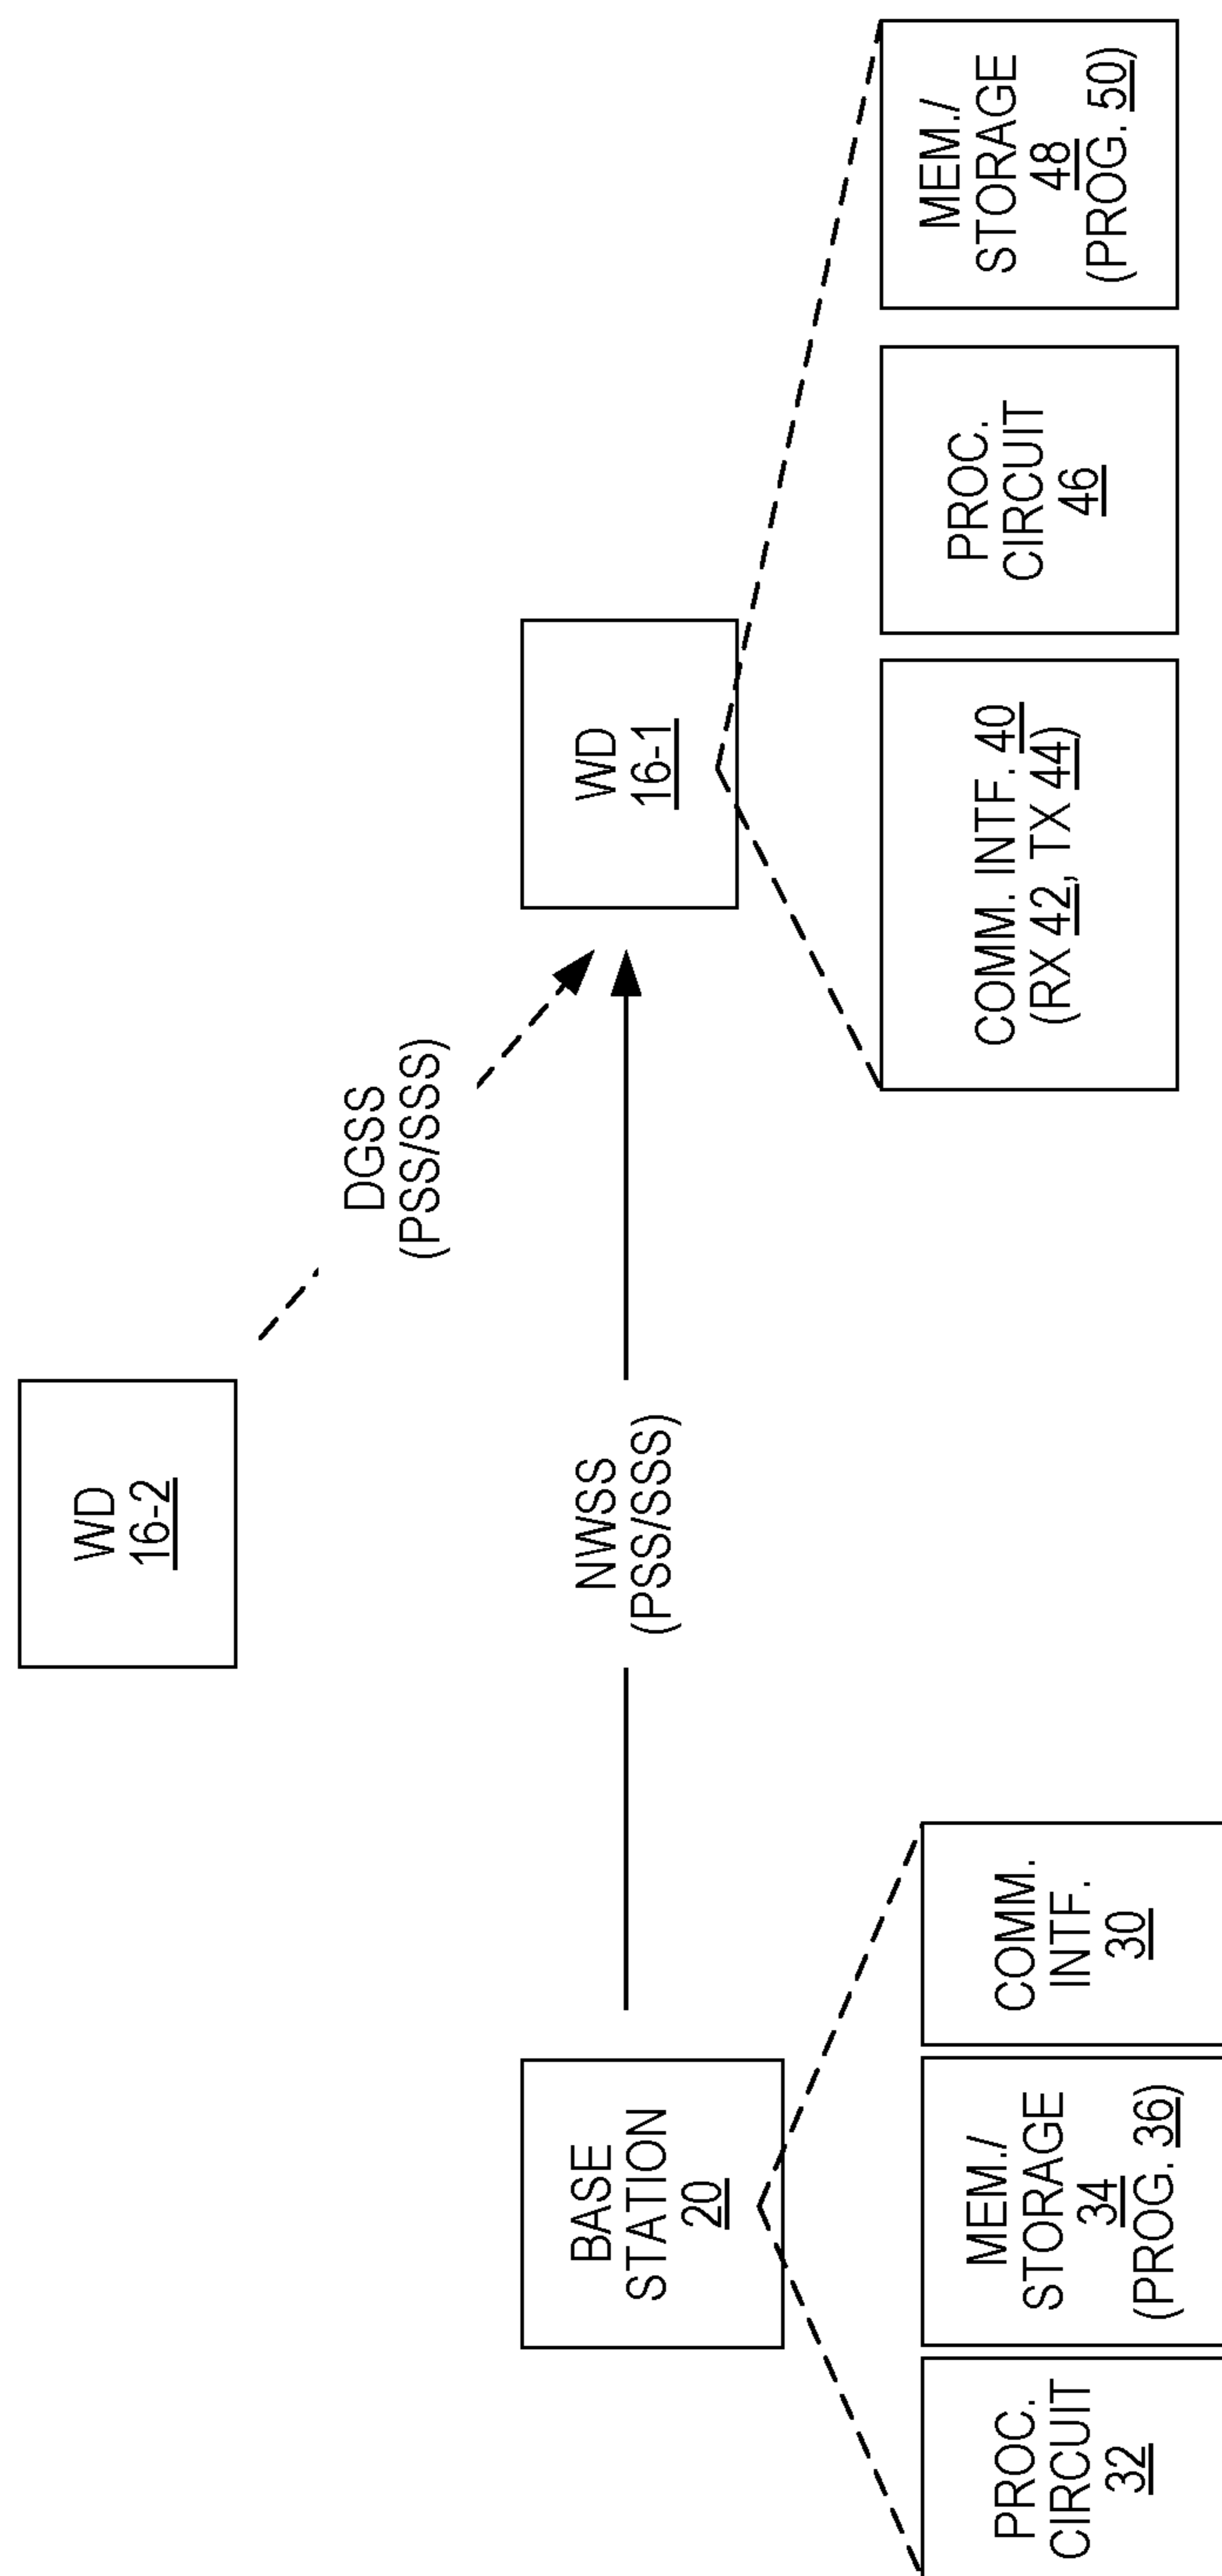 WD
16-2
DGSS
(PSS/SSS)
BASE
STATION
20
NWSS
(PSS/SSS)
WD
16-1
PROC.
CIRCUIT
32
MEM./
STORAGE
34
(PROG. 36)
COMM.
INTF.
30
COMM. INTF. 40
(RX 42, TX 44)
PROC.
CIRCUIT
46
MEM./
STORAGE
48
(PROG. 50)